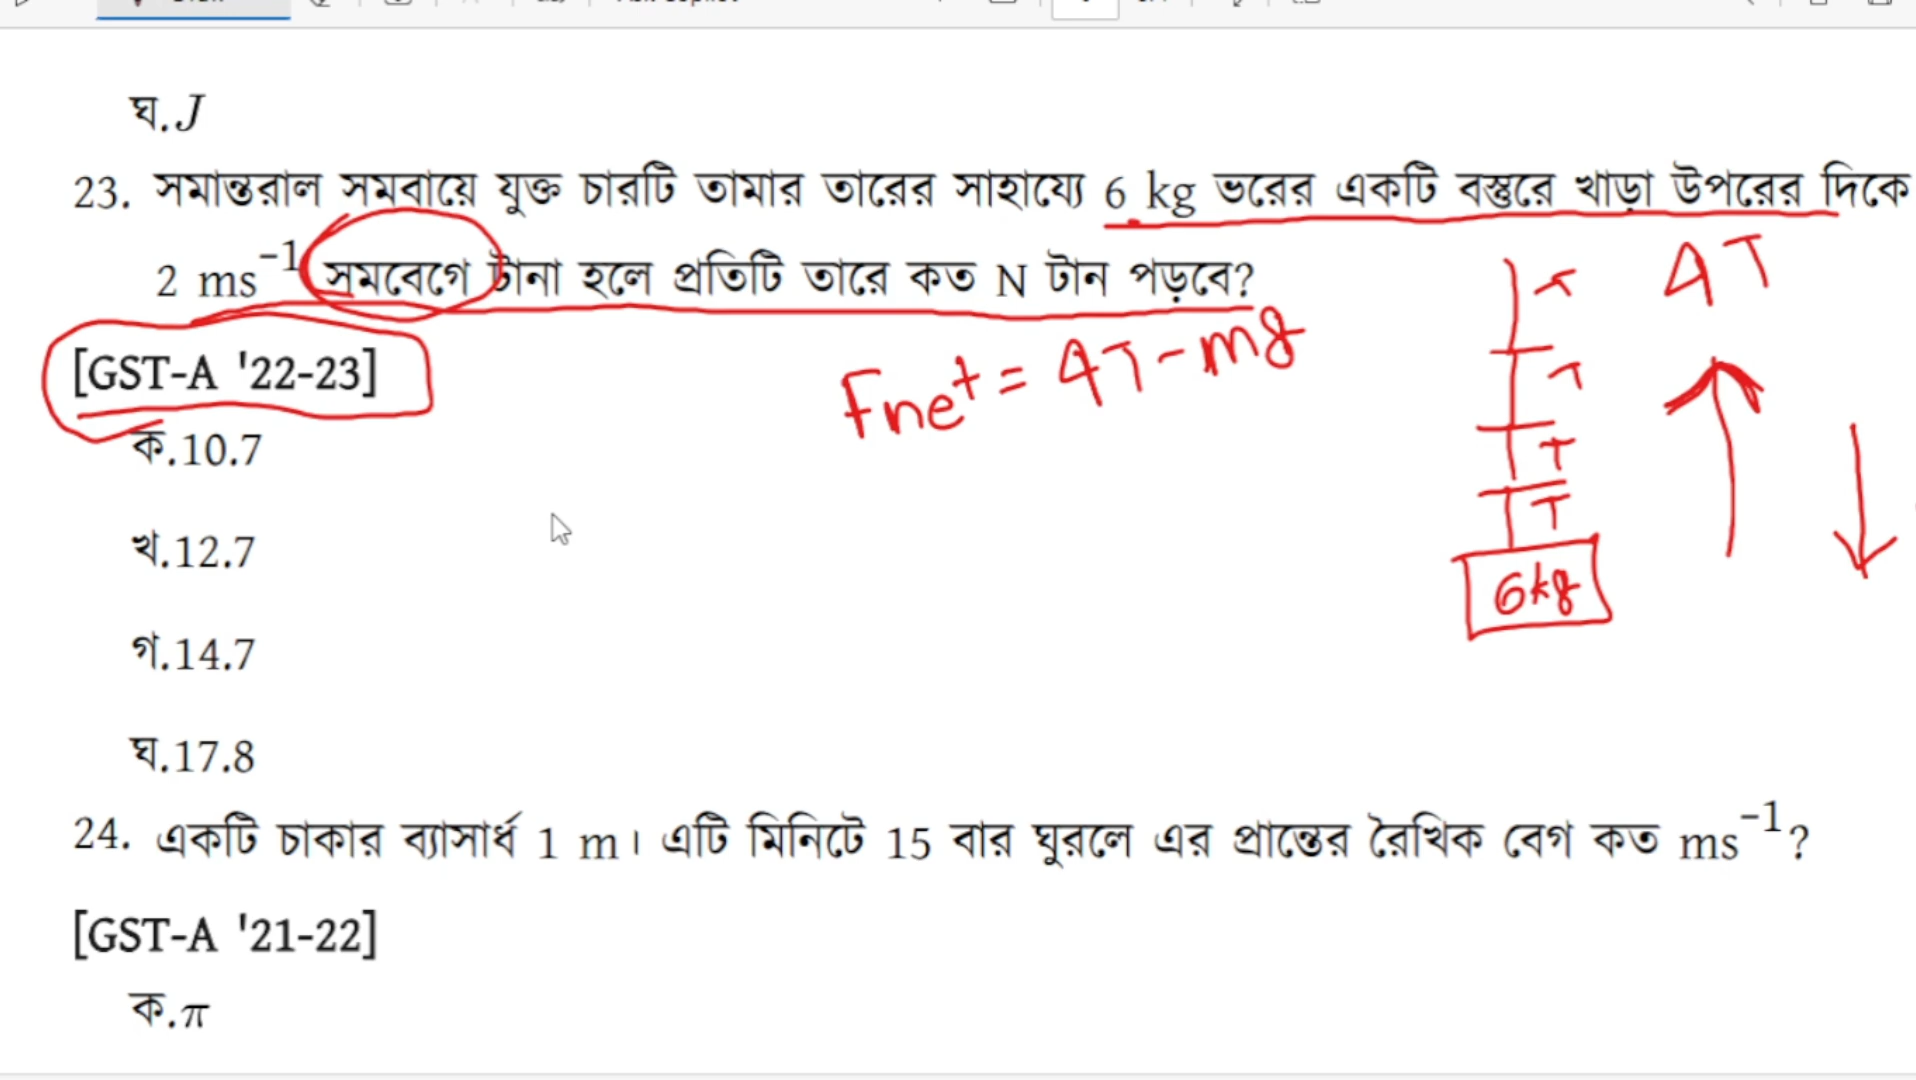 ঘ.J
23. সমান্তরাল সমবায়ে যুক্ত চারটি তামার তারের সাহায্যে 6 kg ভরের একটি বস্তুরে খাড়া উপরের দিকে
2 ms⁻¹ সমবেগে টানা হলে প্রতিটি তারে কত N টান পড়বে?
T 4T
[GST-A '22-23]
Fnet = 4T-mg
T
ক.10.7
T
T
খ.12.7
6kg
গ.14.7
ঘ.17.8
24. একটি চাকার ব্যাসার্ধ 1 m। এটি মিনিটে 15 বার ঘুরলে এর প্রান্তের রৈখিক বেগ কত ms⁻¹?
[GST-A '21-22]
ক.π